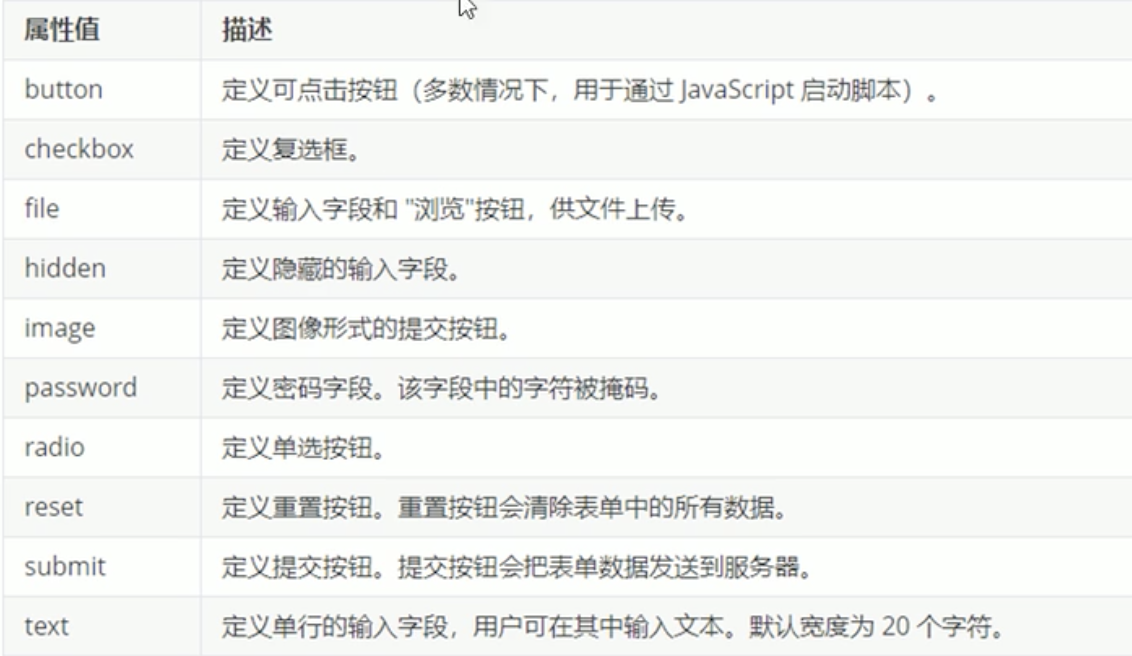 属性值 描述
button 定义可点击按钮（多数情况下，用于通过 JavaScript 启动脚本）。
checkbox 定义复选框。
file 定义输入字段和 "浏览"按钮，供文件上传。
hidden 定义隐藏的输入字段。
image 定义图像形式的提交按钮。
password 定义密码字段。该字段中的字符被掩码。
radio 定义单选按钮。
reset 定义重置按钮。重置按钮会清除表单中的所有数据。
submit 定义提交按钮。提交按钮会把表单数据发送到服务器。
text 定义单行的输入字段，用户可在其中输入文本。默认宽度为 20 个字符。